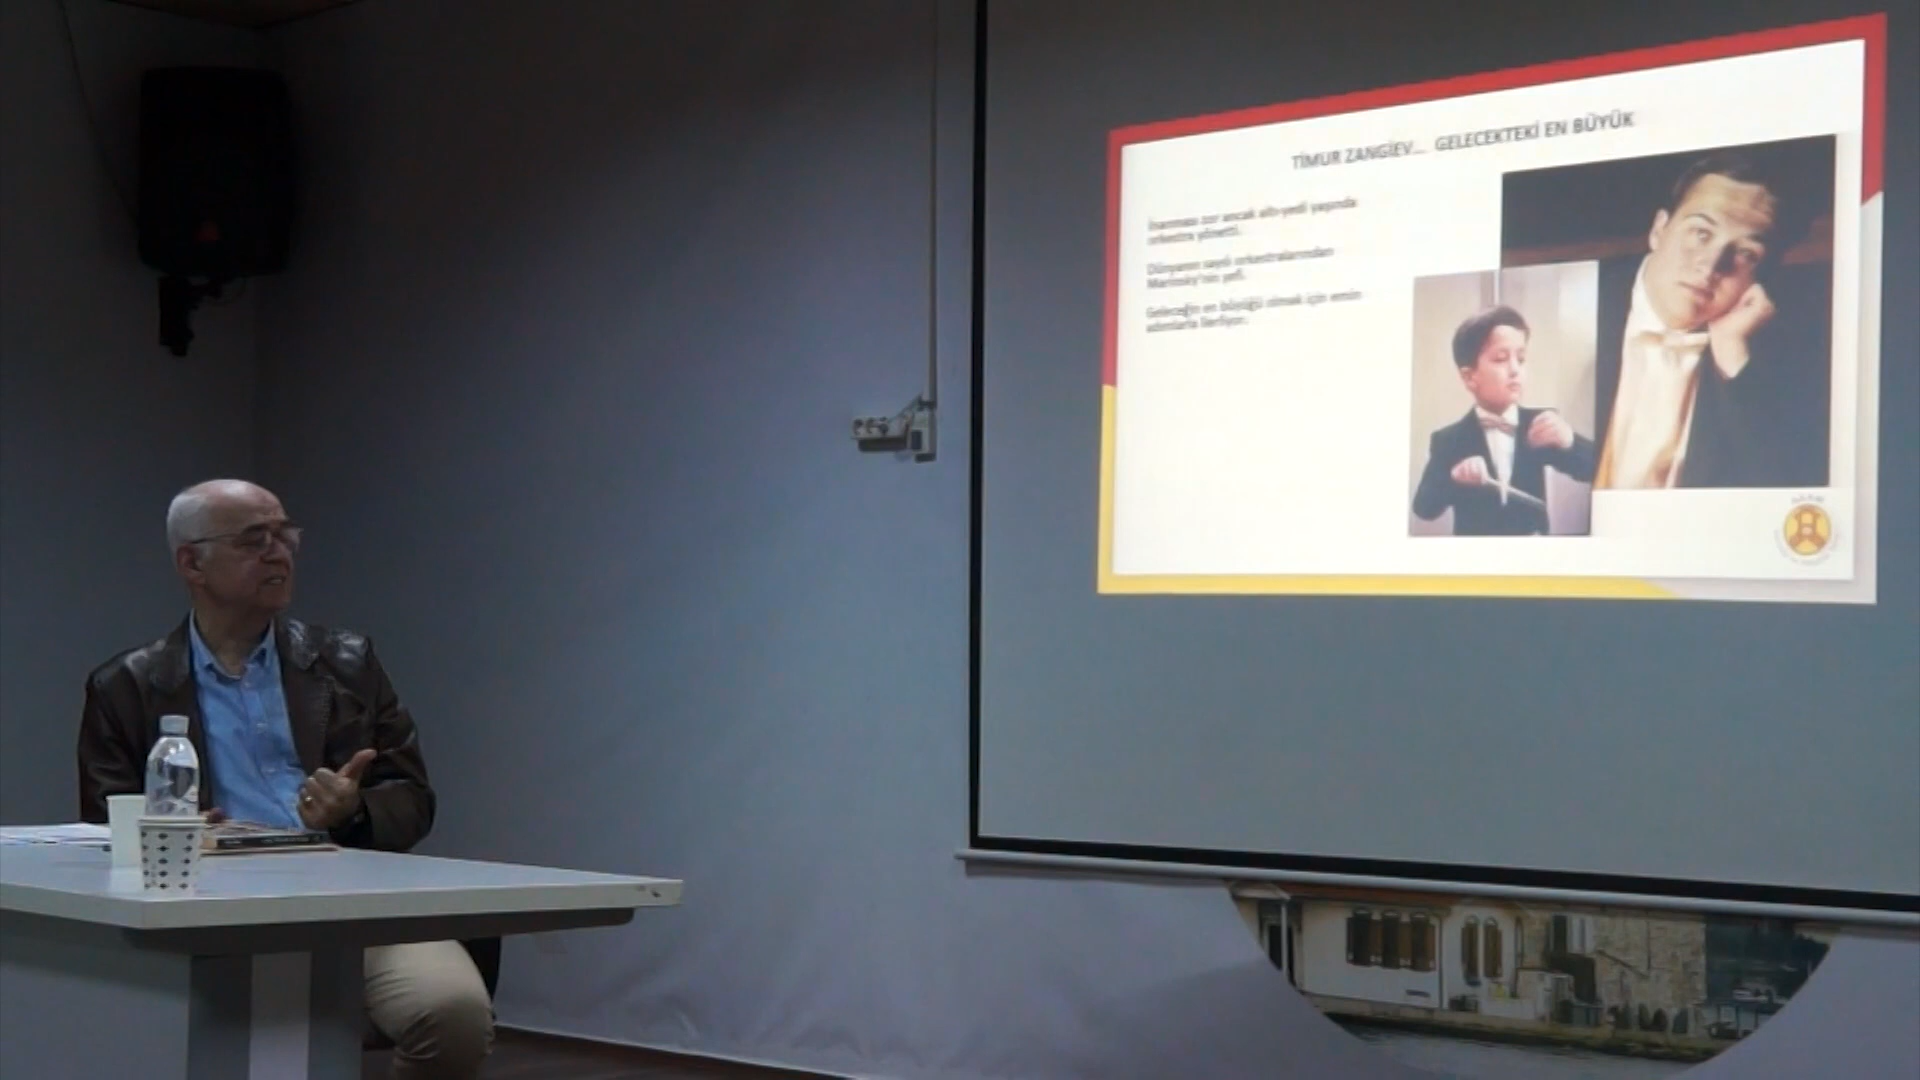 TİMUR ZANGİEV... GELECEKTEKİ EN BÜYÜK
İnanması zor ancak altı-yedi yaşında
orkestra yönetti.
Dünyanın sayılı orkestralarından
Marinsky'nin şefi.
Geleceğin en büyüğü olmak için emin
adımlarla ilerliyor.